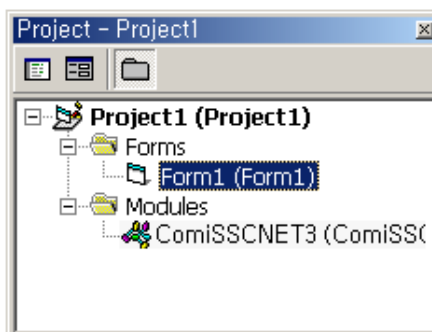 Project - Project1
Project1 (Project1)
Forms
Form1 (Form1)
Modules
ComiSSCNET3 (ComiSS(